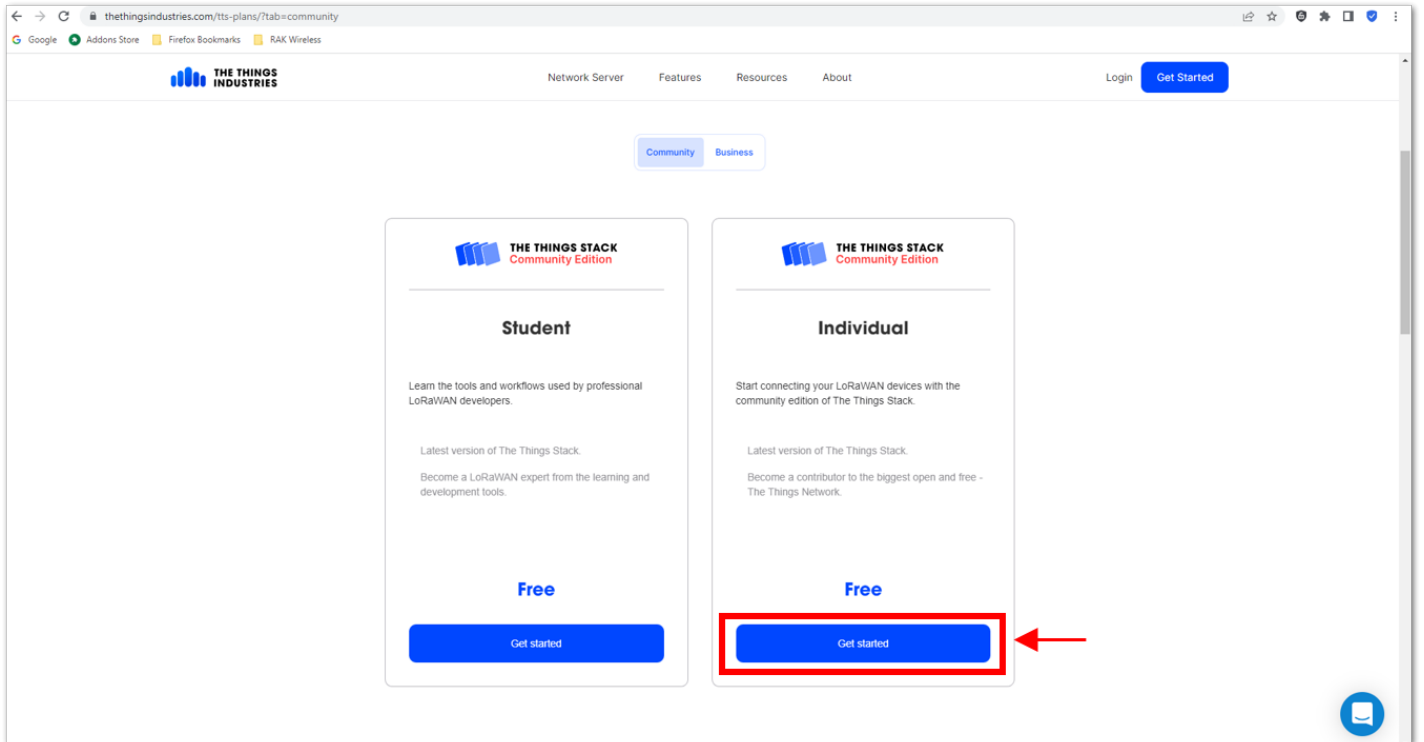 thethingsindustries.com/tts-plans/?tab=community
Google Addons Store Firefox Bookmarks RAK Wireless
THE THINGS
INDUSTRIES
Network Server Features Resources About Login Get Started
Community Business
THE THINGS STACK
Community Edition
Student
Learn the tools and workflows used by professional
LoRaWAN developers.
Latest version of The Things Stack.
Become a LoRaWAN expert from the learning and
development tools.
Free
Get started
THE THINGS STACK
Community Edition
Individual
Start connecting your LoRaWAN devices with the
community edition of The Things Stack.
Latest version of The Things Stack.
Become a contributor to the biggest open and free -
The Things Network.
Free
Get started